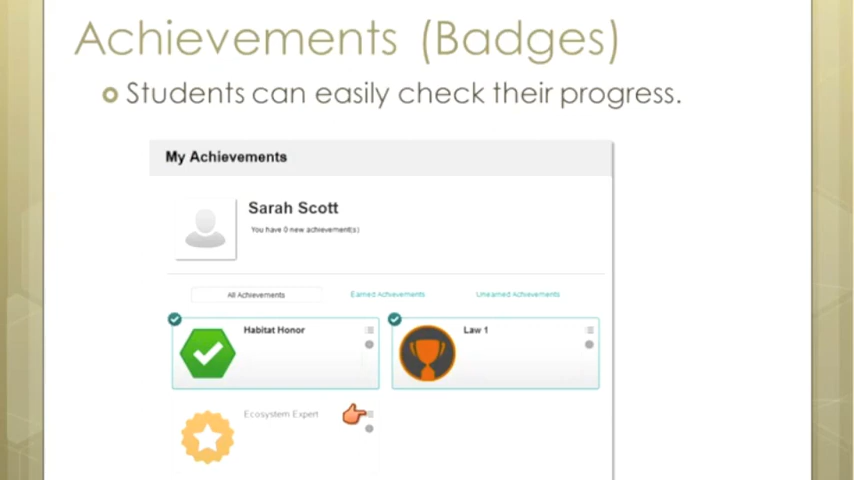 Achievements (Badges)
Students can easily check their progress.
My Achievements
Sarah Scott
You have 0 new achievement(s)
All Achievements Earned Achievements Unearned Achievements
Habitat Honor Law 1
Ecosystem Expert